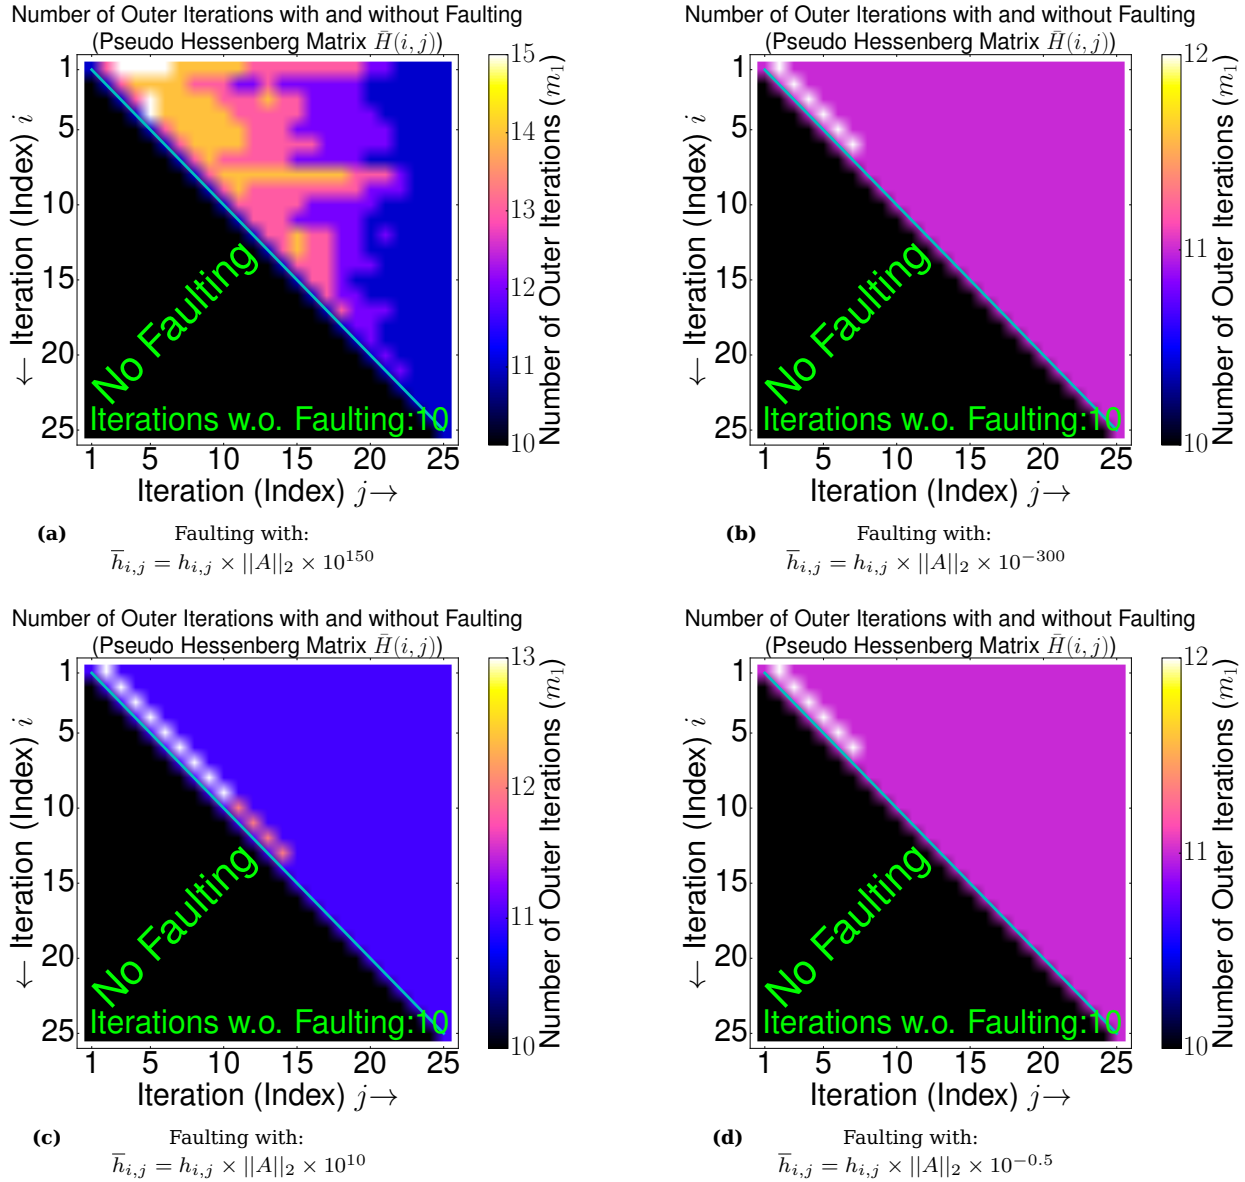 Number of Outer Iterations with and without Faulting
(Pseudo Hessenberg Matrix H̄(i, j))
1
5
10
15
20
25
← Iteration (Index) i
1 5 10 15 20 25
Iteration (Index) j→
No Faulting
Iterations w.o. Faulting:10
15
14
13
12
11
10
Number of Outer Iterations (m₁)
(a) Faulting with:
h̅ᵢ,ⱼ = hᵢ,ⱼ × ||A||₂ × 10¹⁵⁰
Number of Outer Iterations with and without Faulting
(Pseudo Hessenberg Matrix H̄(i, j))
1
5
10
15
20
25
← Iteration (Index) i
1 5 10 15 20 25
Iteration (Index) j→
No Faulting
Iterations w.o. Faulting:10
12
11
10
Number of Outer Iterations (m₁)
(b) Faulting with:
h̅ᵢ,ⱼ = hᵢ,ⱼ × ||A||₂ × 10⁻³⁰⁰
Number of Outer Iterations with and without Faulting
(Pseudo Hessenberg Matrix H̄(i, j))
1
5
10
15
20
25
← Iteration (Index) i
1 5 10 15 20 25
Iteration (Index) j→
No Faulting
Iterations w.o. Faulting:10
13
12
11
10
Number of Outer Iterations (m₁)
(c) Faulting with:
h̅ᵢ,ⱼ = hᵢ,ⱼ × ||A||₂ × 10¹⁰
Number of Outer Iterations with and without Faulting
(Pseudo Hessenberg Matrix H̄(i, j))
1
5
10
15
20
25
← Iteration (Index) i
1 5 10 15 20 25
Iteration (Index) j→
No Faulting
Iterations w.o. Faulting:10
12
11
10
Number of Outer Iterations (m₁)
(d) Faulting with:
h̅ᵢ,ⱼ = hᵢ,ⱼ × ||A||₂ × 10⁻⁰·⁵